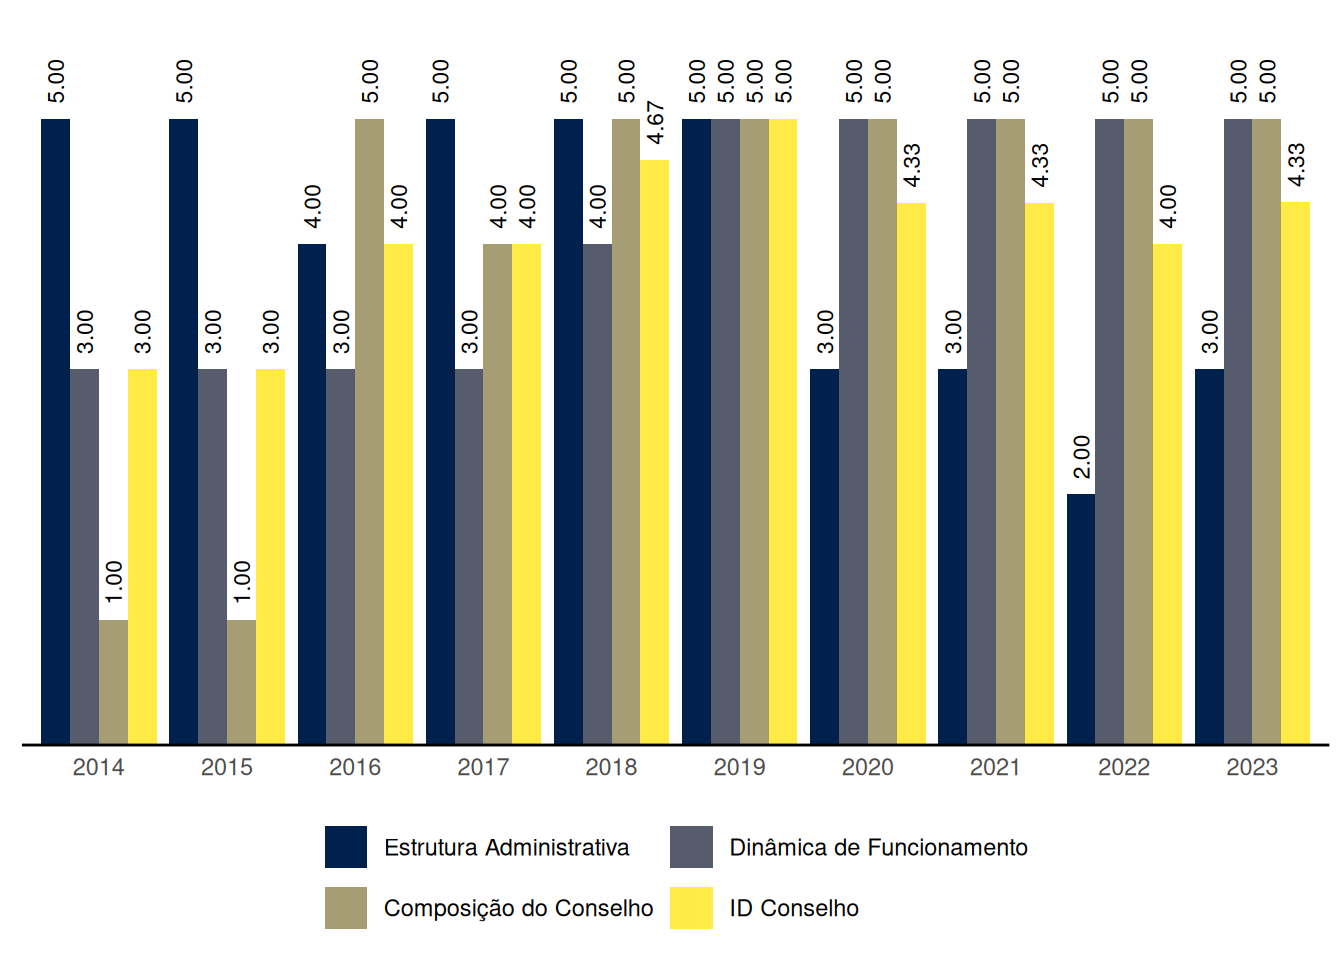 5.00 3.00 1.00 3.00
5.00 3.00 1.00 3.00
4.00 3.00 5.00 4.00
5.00 3.00 4.00 4.00
5.00 4.00 5.00 4.67
5.00 5.00 5.00 5.00
3.00 5.00 5.00 4.33
3.00 5.00 5.00 4.33
2.00 5.00 5.00 4.00
3.00 5.00 5.00 4.33
2014 2015 2016 2017 2018 2019 2020 2021 2022 2023
Estrutura Administrativa Dinâmica de Funcionamento
Composição do Conselho ID Conselho